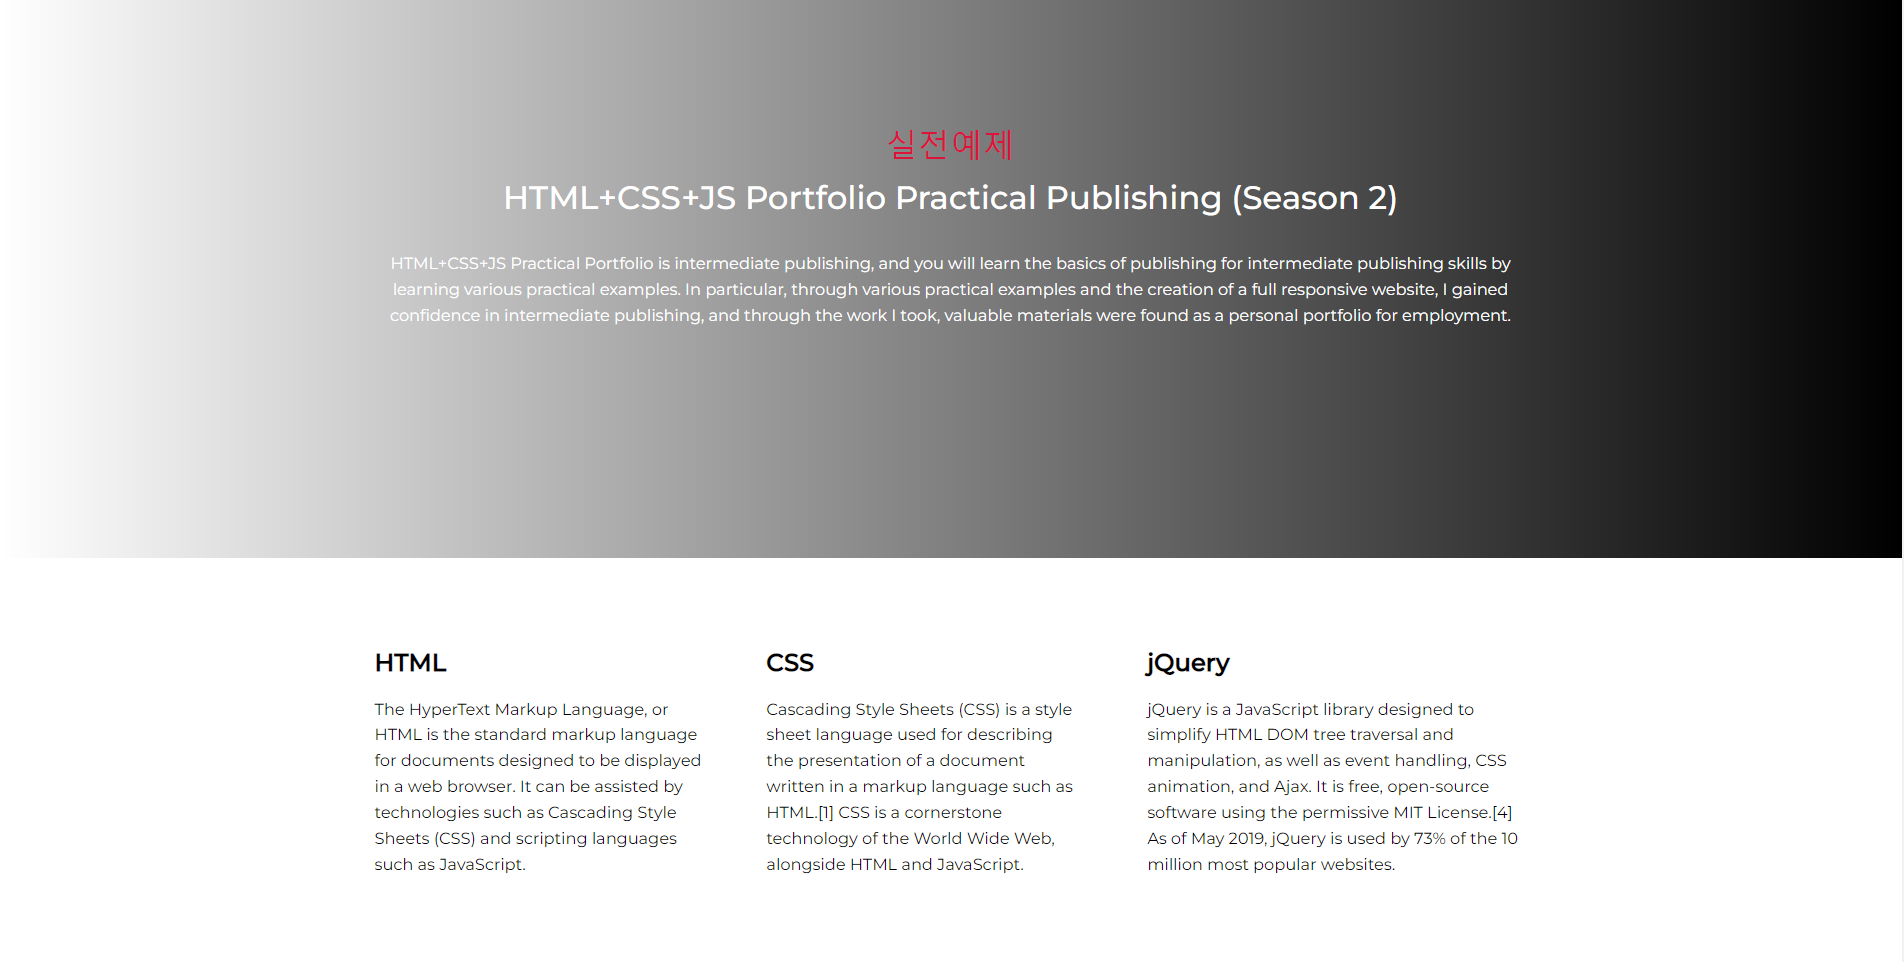 실전예제
HTML+CSS+JS Portfolio Practical Publishing (Season 2)
HTML+CSS+JS Practical Portfolio is intermediate publishing, and you will learn the basics of publishing for intermediate publishing skills by
learning various practical examples. In particular, through various practical examples and the creation of a full responsive website, I gained
confidence in intermediate publishing, and through the work I took, valuable materials were found as a personal portfolio for employment.
HTML
The HyperText Markup Language, or
HTML is the standard markup language
for documents designed to be displayed
in a web browser. It can be assisted by
technologies such as Cascading Style
Sheets (CSS) and scripting languages
such as JavaScript.
CSS
Cascading Style Sheets (CSS) is a style
sheet language used for describing
the presentation of a document
written in a markup language such as
HTML.[1] CSS is a cornerstone
technology of the World Wide Web,
alongside HTML and JavaScript.
jQuery
jQuery is a JavaScript library designed to
simplify HTML DOM tree traversal and
manipulation, as well as event handling, CSS
animation, and Ajax. It is free, open-source
software using the permissive MIT License.[4]
As of May 2019, jQuery is used by 73% of the 10
million most popular websites.